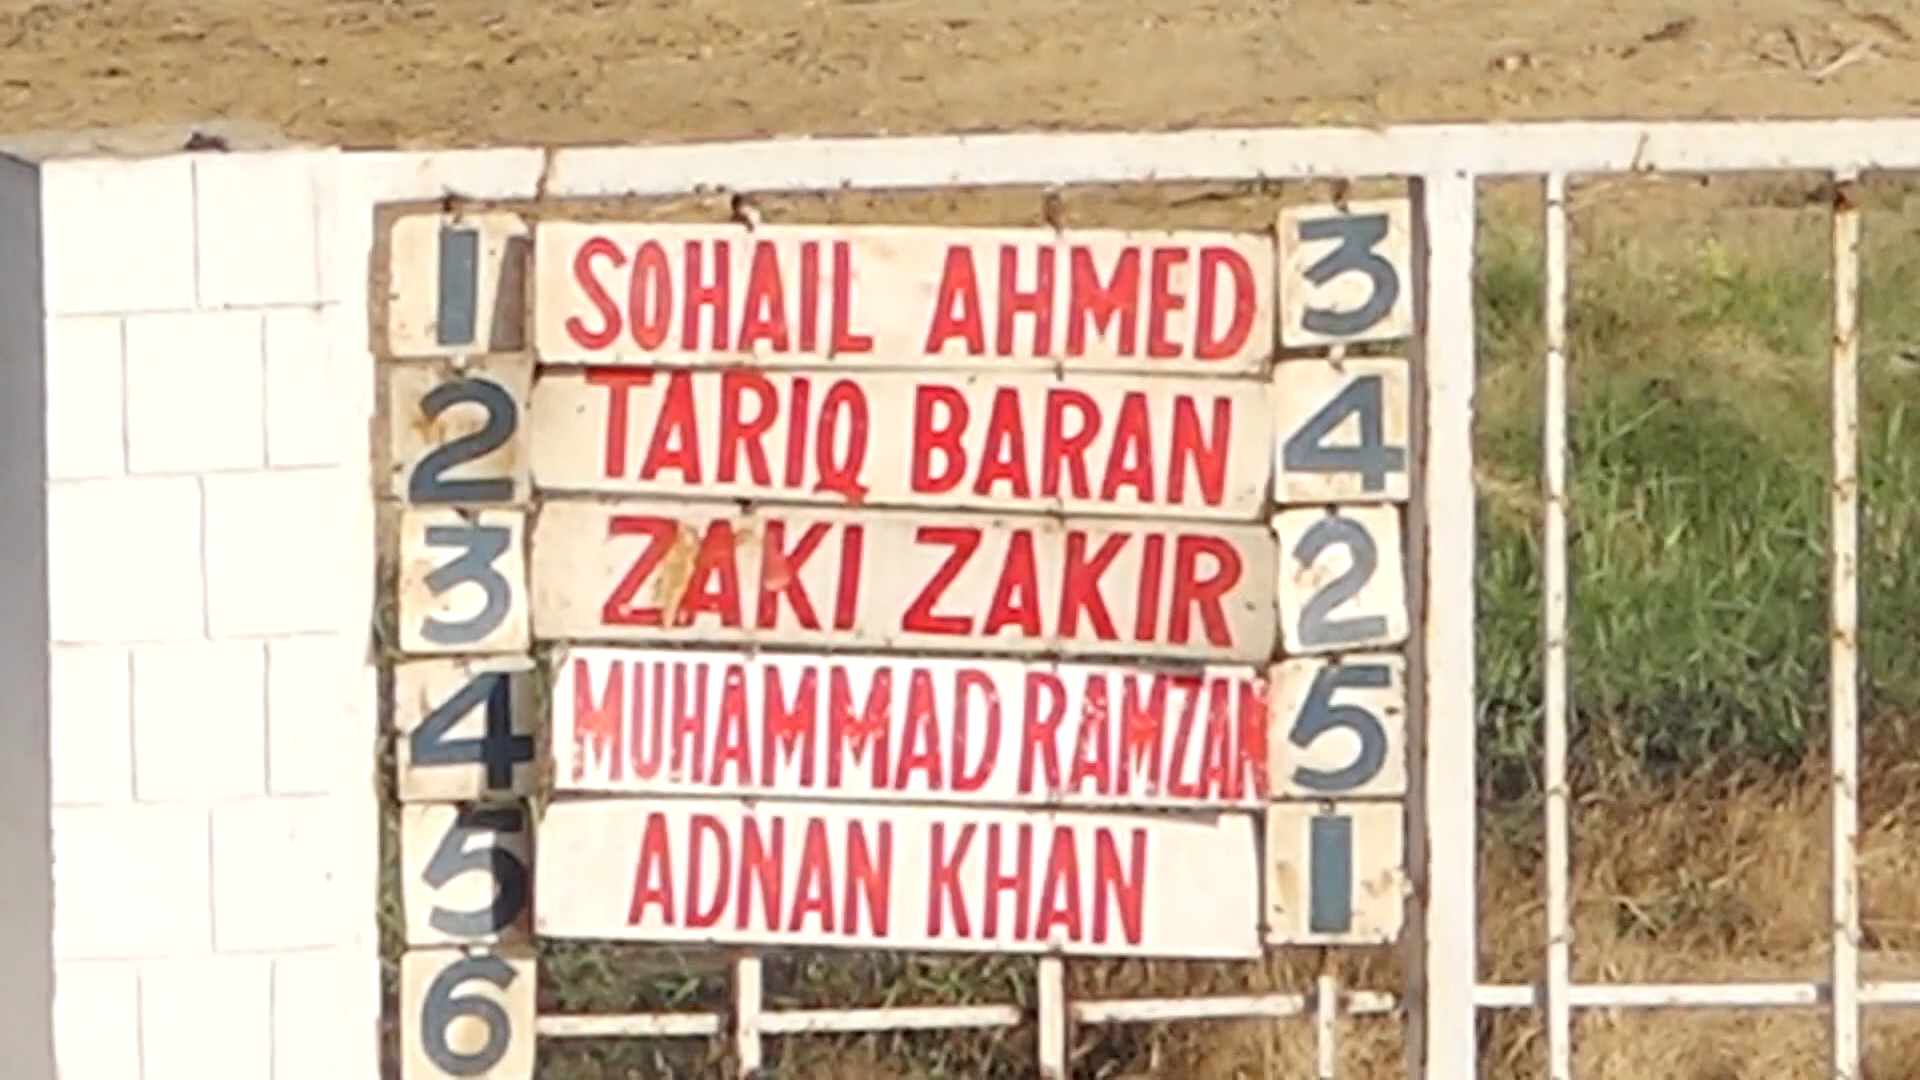 1 SOHAIL AHMED 3
2 TARIQ BARAN 4
3 ZAKI ZAKIR 2
4 MUHAMMAD RAMZAN 5
5 ADNAN KHAN 1
6